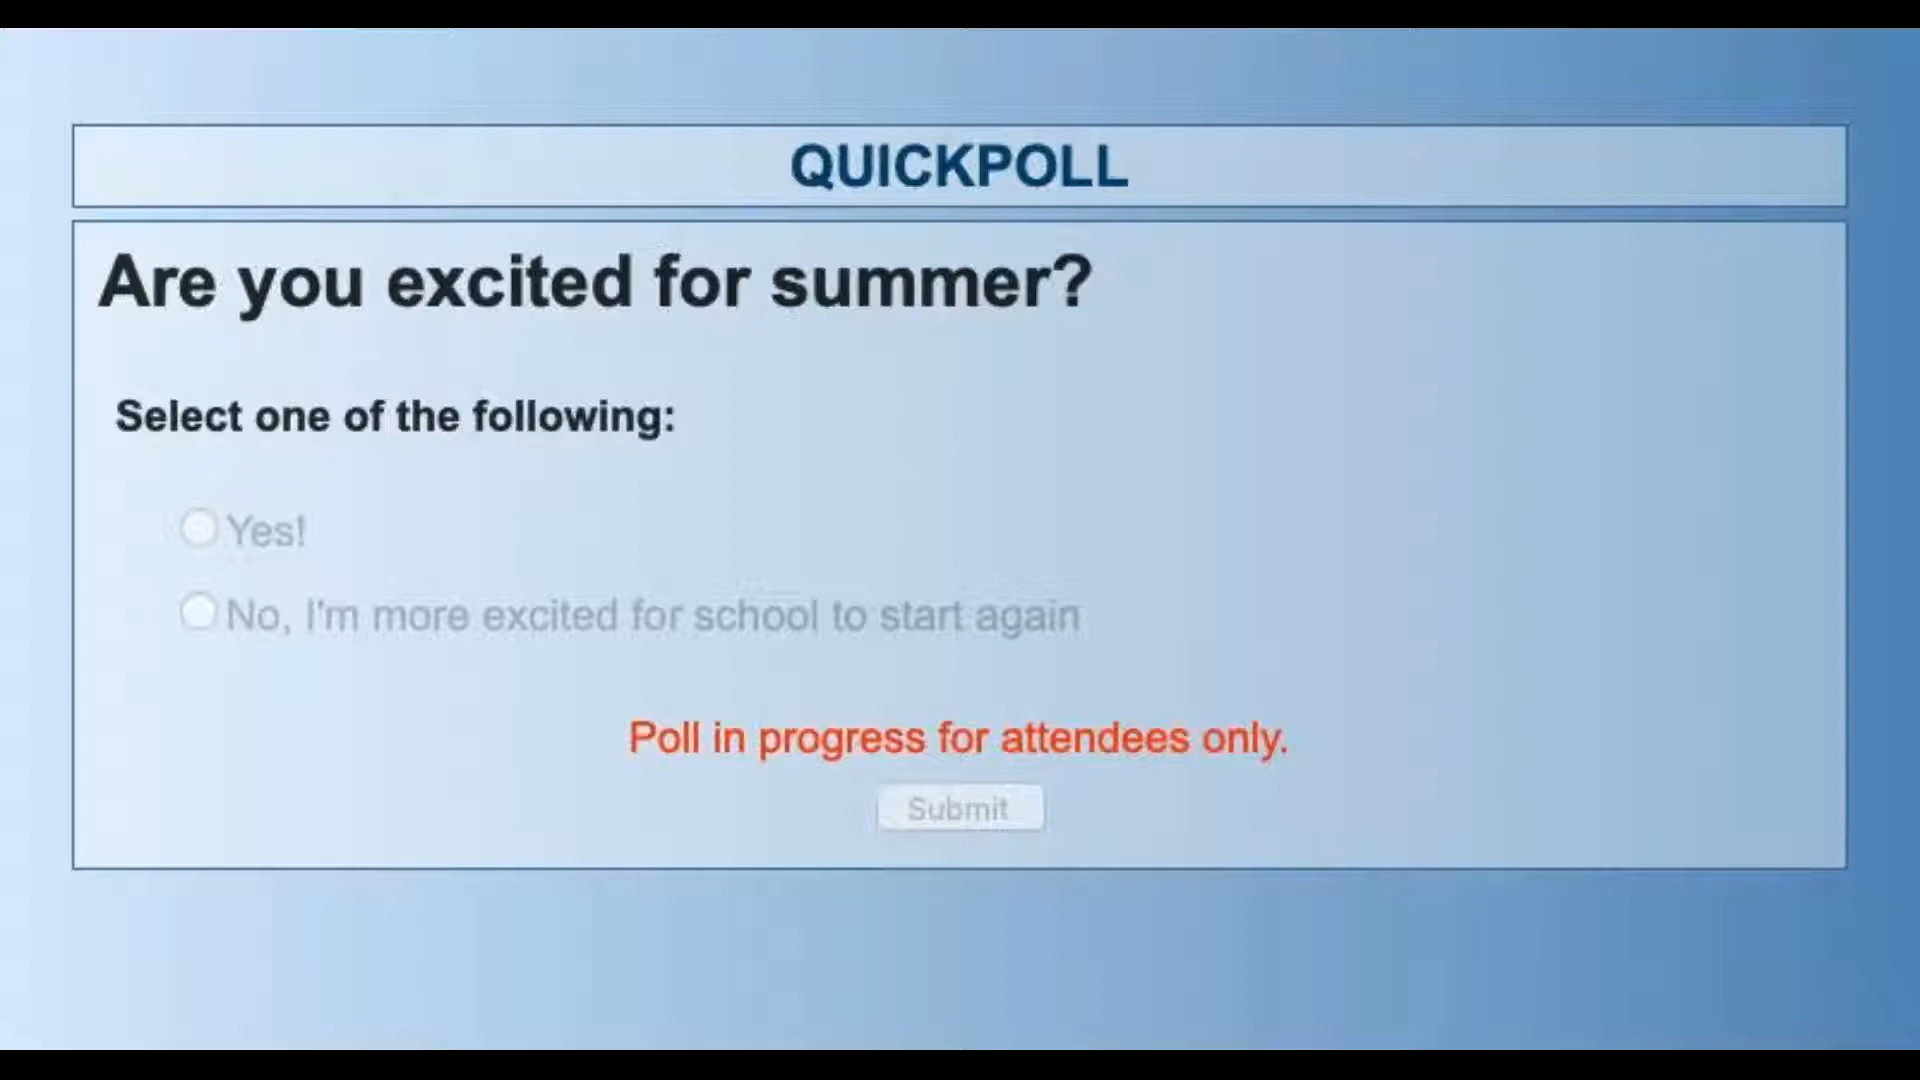 QUICKPOLL
Are you excited for summer?
Select one of the following:
Yes!
No, I'm more excited for school to start again
Poll in progress for attendees only.
Submit